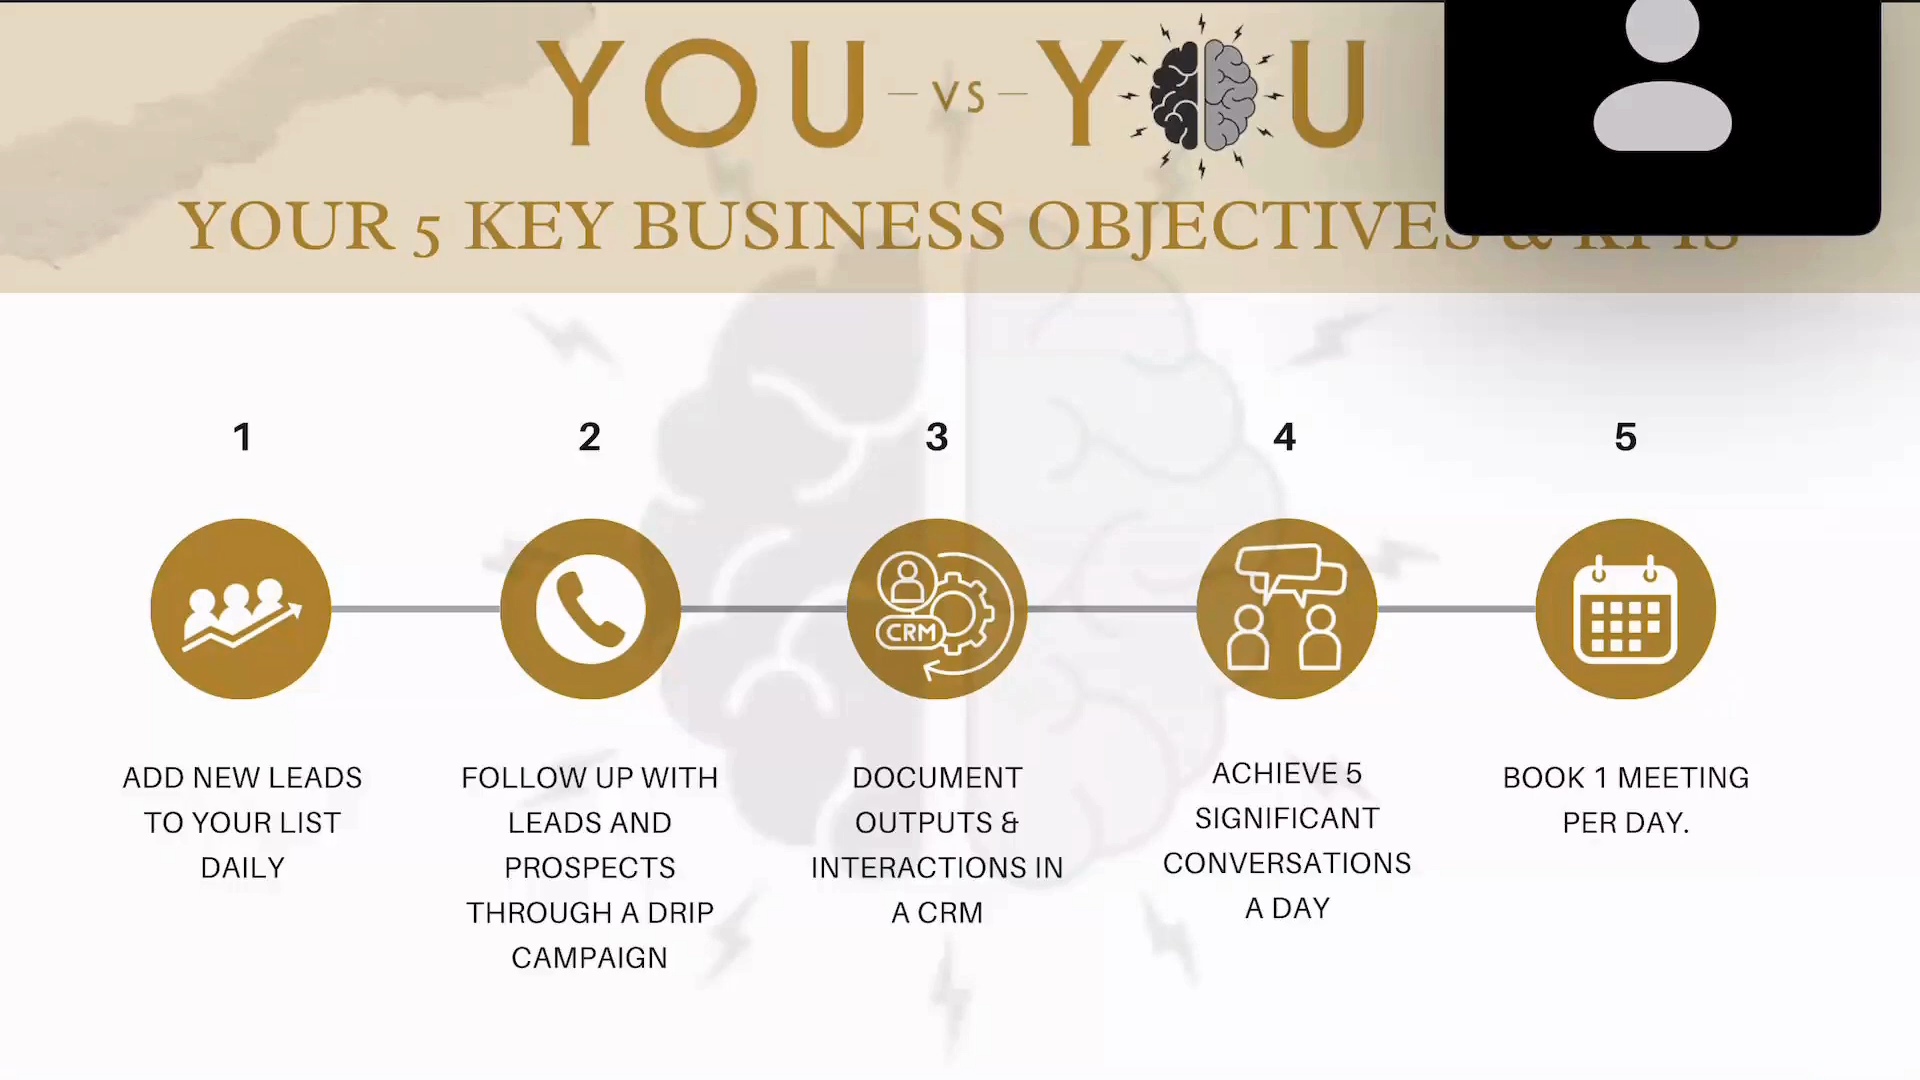 YOU - VS - YOU
YOUR 5 KEY BUSINESS OBJECTIVES &
1
2
3
4
5
CRM
ADD NEW LEADS
TO YOUR LIST
DAILY
FOLLOW UP WITH
LEADS AND
PROSPECTS
THROUGH A DRIP
CAMPAIGN
DOCUMENT
OUTPUTS &
INTERACTIONS IN
A CRM
ACHIEVE 5
SIGNIFICANT
CONVERSATIONS
A DAY
BOOK 1 MEETING
PER DAY.